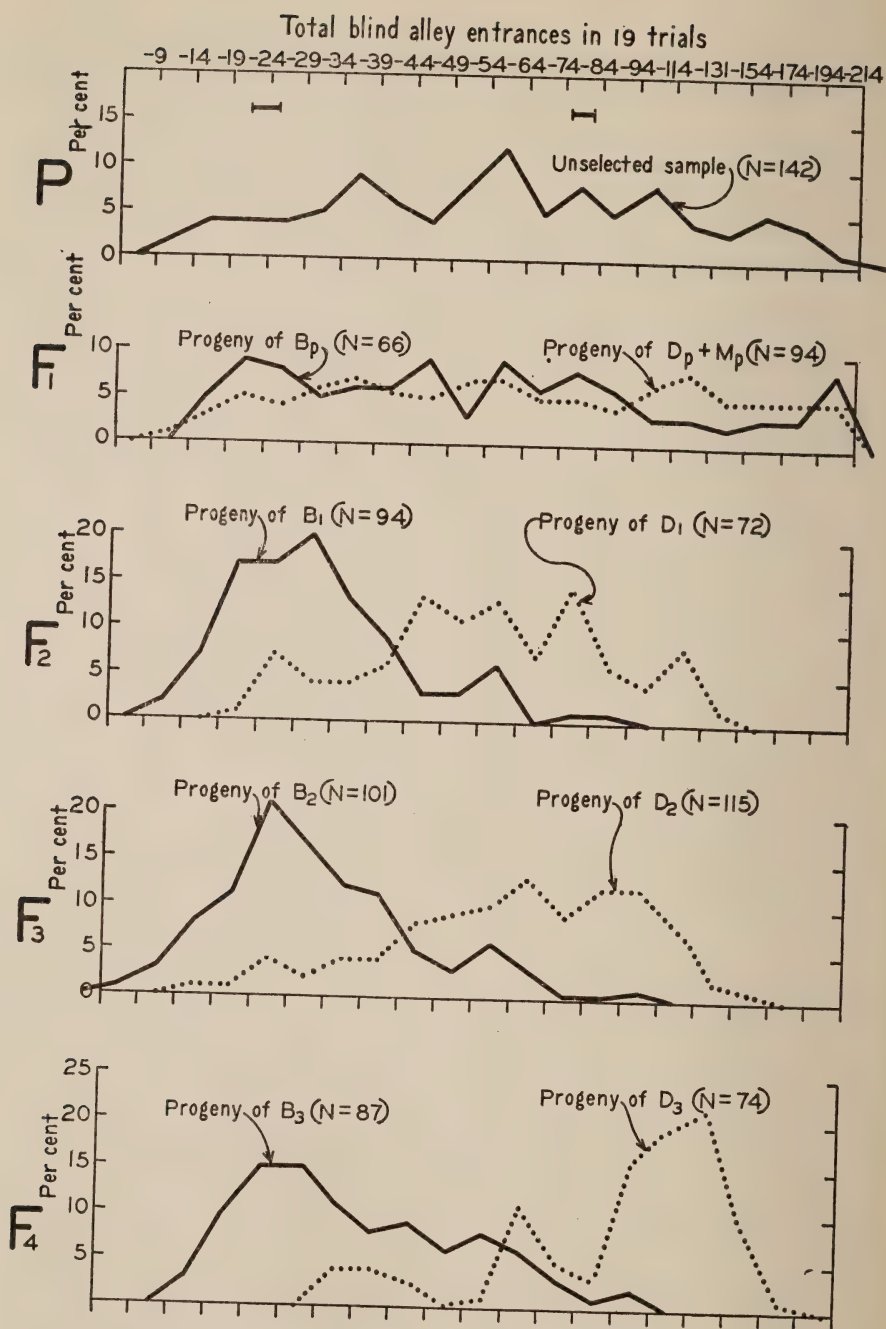 Total blind alley entrances in 19 trials
-9 -14 -19 -24 -29 -34 -39 -44 -49 -54 -64 -74 -84 -94 -114 -131 -154 -174 -194 -214
P
Per cent
15
10
5
0
Unselected sample (N=142)
F1
Per cent
10
5
0
Progeny of Bp (N=66)
Progeny of Dp + Mp (N=94)
F2
Per cent
20
15
10
5
0
Progeny of B1 (N=94)
Progeny of D1 (N=72)
F3
Per cent
20
15
10
5
0
Progeny of B2 (N=101)
Progeny of D2 (N=115)
F4
Per cent
25
20
15
10
5
Progeny of B3 (N=87)
Progeny of D3 (N=74)